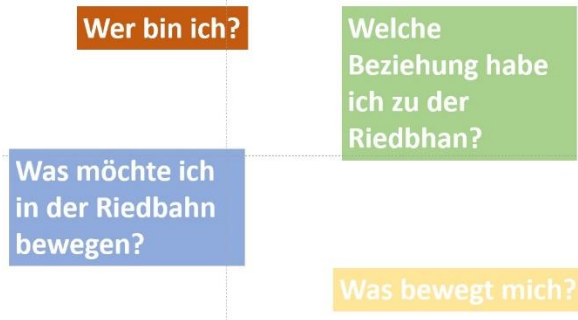 Wer bin ich?
Welche
Beziehung habe
ich zu der
Riedbhan?
Was möchte ich
in der Riedbahn
bewegen?
Was bewegt mich?